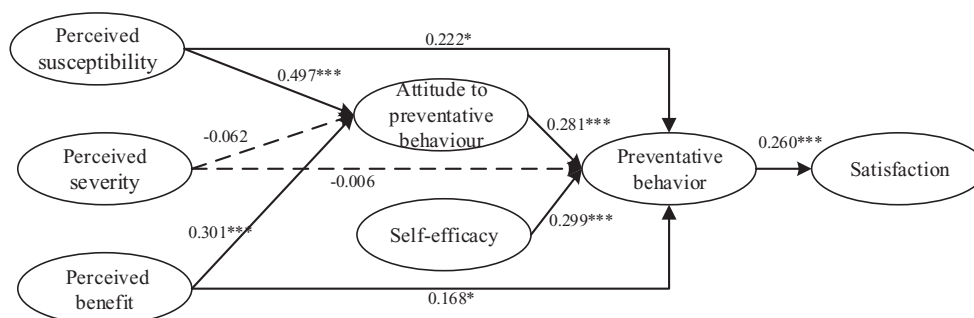 Perceived
susceptibility
0.222*
0.497***
Attitude to
preventative
behaviour
-0.062
0.281***
Perceived
severity
-0.006
Preventative
behavior
0.260***
Satisfaction
Self-efficacy
0.299***
0.301***
Perceived
benefit
0.168*